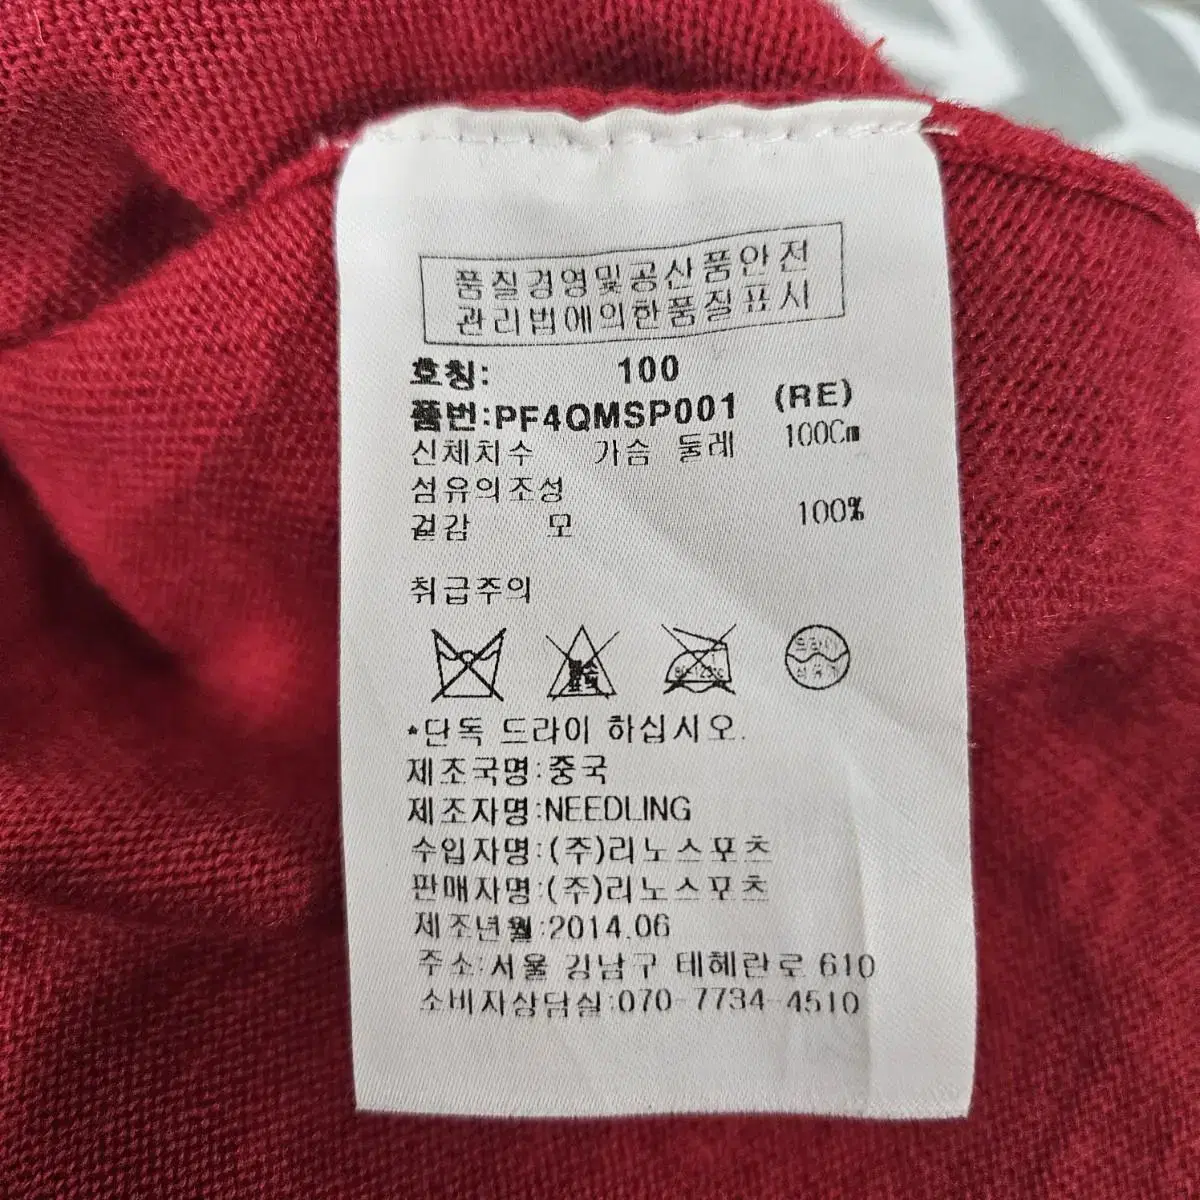 품질경영및공산품안전
관리법에의한품질표시
호칭: 100
품번:PF4QMSP001 (RE)
신체치수 가슴 둘레 100Cm
섬유의조성
겉감 모 100%
취급주의
드라이
*단독 드라이 하십시오.
제조국명:중국
제조자명:NEEDLING
수입자명:(주)리노스포츠
판매자명:(주)리노스포츠
제조년월:2014.06
주소:서울 강남구 테헤란로 610
소비자상담실:070-7734-4510